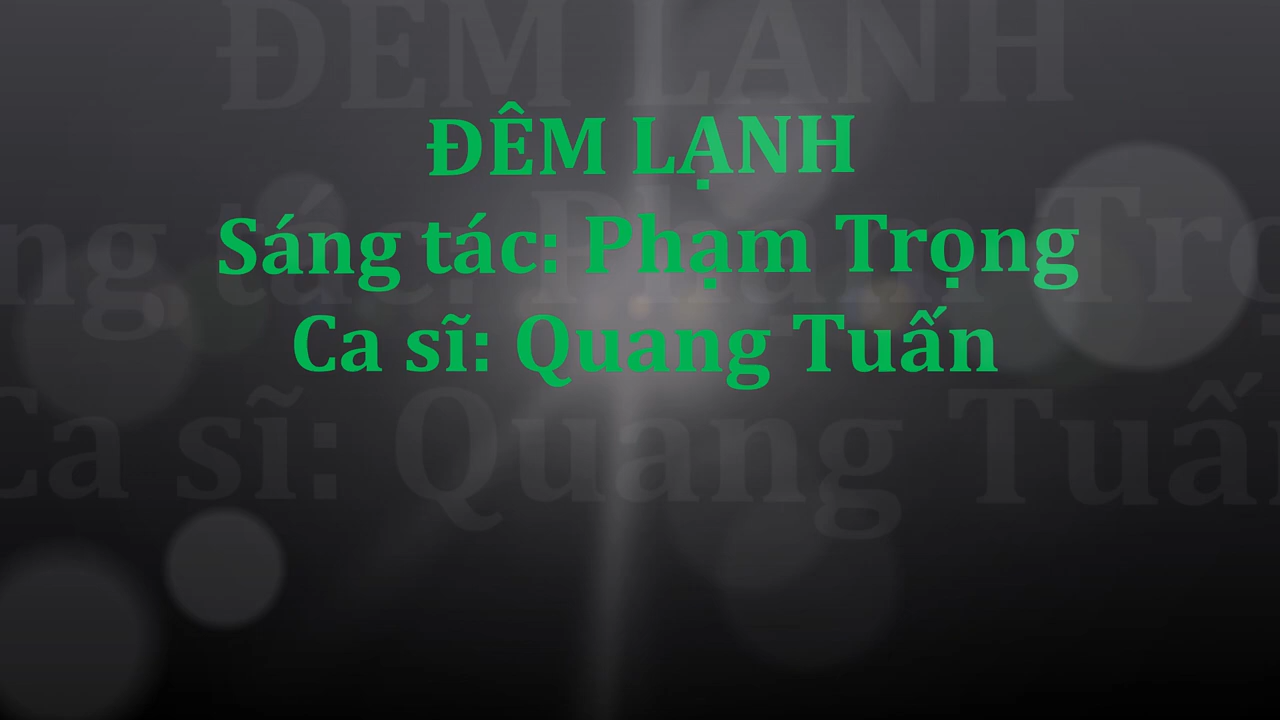 ĐÊM LẠNH
Sáng tác: Phạm Trọng
Ca sĩ: Quang Tuấn